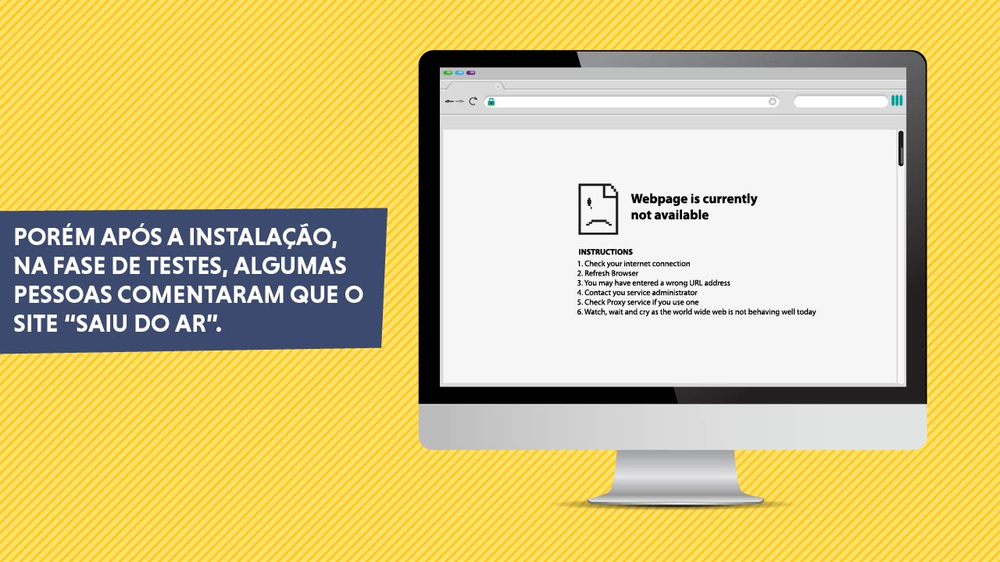 PORÉM APÓS A INSTALAÇÃO,
NA FASE DE TESTES, ALGUMAS
PESSOAS COMENTARAM QUE O
SITE “SAIU DO AR”.
Webpage is currently
not available
INSTRUCTIONS
1. Check your internet connection
2. Refresh Browser
3. You may have entered a wrong URL address
4. Contact you service administrator
5. Check Proxy service if you use one
6. Watch, wait and cry as the world wide web is not behaving well today